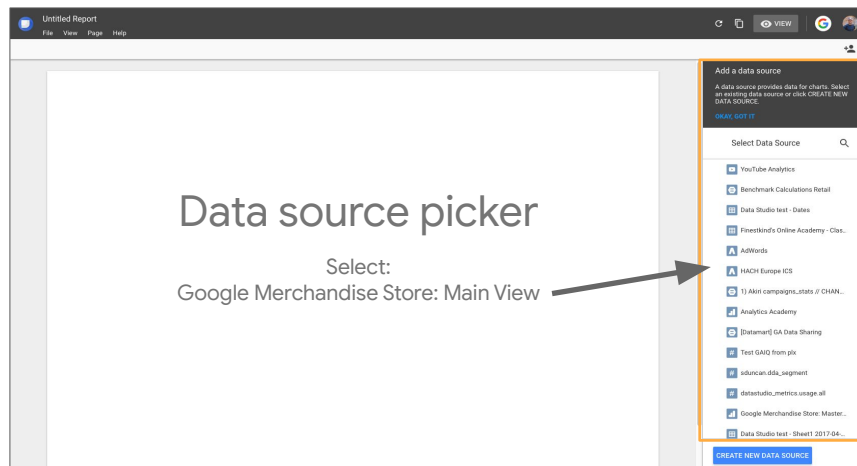 Untitled Report
File View Page Help
VIEW
Add a data source
A data source provides data for charts. Select
an existing data source or click CREATE NEW
DATA SOURCE.
OKAY, GOT IT
Select Data Source
YouTube Analytics
Benchmark Calculations Retail
Data Studio test - Dates
Finestkind's Online Academy - Clas..
AdWords
HACH Europe ICS
1) Akiri campaigns_stats // CHAN...
Analytics Academy
[Datamart] GA Data Sharing
Test GAIQ from plx
sduncan.dda_segment
datastudio_metrics.usage all
Google Merchandise Store: Master...
Data Studio test - Sheet1 2017-04-...
CREATE NEW DATA SOURCE
Data source picker
Select:
Google Merchandise Store: Main View